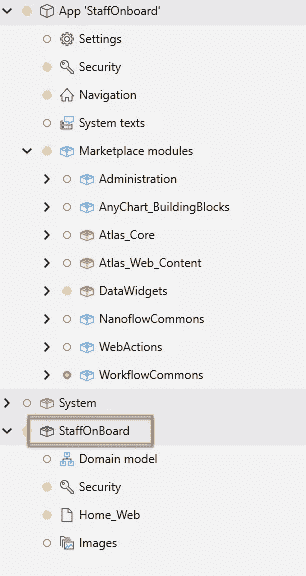 App 'StaffOnboard'
Settings
Security
Navigation
System texts
Marketplace modules
Administration
AnyChart_BuildingBlocks
Atlas_Core
Atlas_Web_Content
DataWidgets
NanoflowCommons
WebActions
WorkflowCommons
System
StaffOnBoard
Domain model
Security
Home_Web
Images